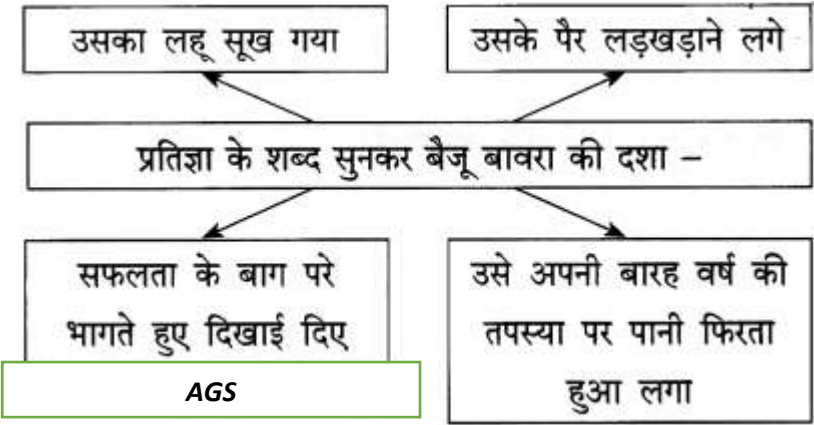 उसका लहू सूख गया
उसके पैर लड़खड़ाने लगे
प्रतिज्ञा के शब्द सुनकर बैजू बावरा की दशा –
सफलता के बाग परे
भागते हुए दिखाई दिए
उसे अपनी बारह वर्ष की
तपस्या पर पानी फिरता
हुआ लगा
AGS